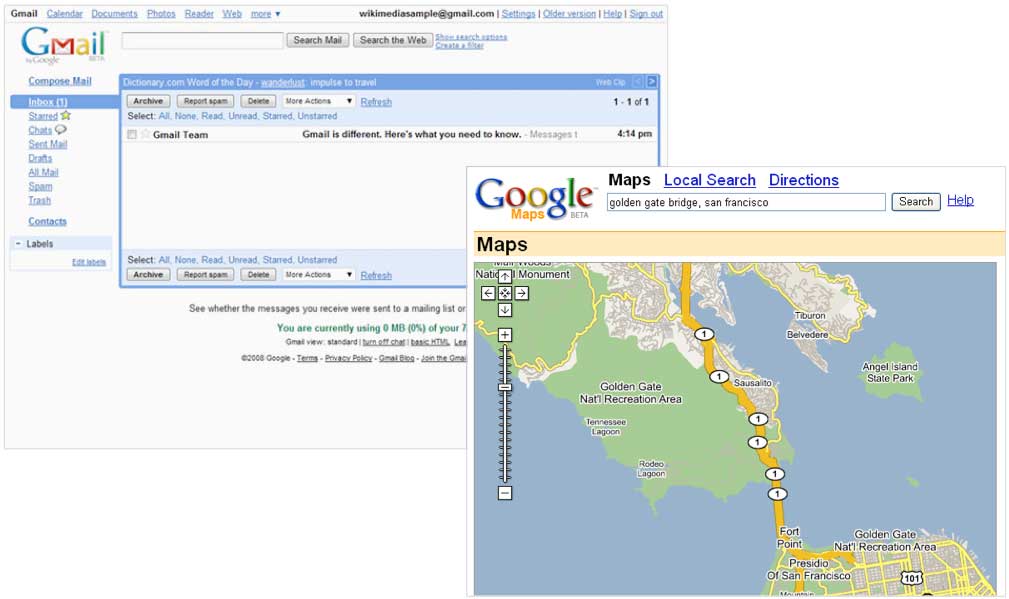 Gmail Calendar Documents Photos Reader Web more ▼ wikimediasample@gmail.com | Settings | Older version | Help | Sign out
Gmail
by Google BETA
Search Mail Search the Web Show search options
Create a filter
Compose Mail
Inbox (1)
Starred
Chats
Sent Mail
Drafts
All Mail
Spam
Trash
Contacts
Labels
Edit labels
Dictionary.com Word of the Day - wanderlust: impulse to travel Web Clip < >
Archive Report spam Delete More Actions ▼ Refresh 1 - 1 of 1
Select: All, None, Read, Unread, Starred, Unstarred
Gmail Team Gmail is different. Here's what you need to know. - Messages t 4:14 pm
Select: All, None, Read, Unread, Starred, Unstarred
Archive Report spam Delete More Actions ▼ Refresh
See whether the messages you receive were sent to a mailing list or
You are currently using 0 MB (0%) of your 7
Gmail view: standard | turn off chat | basic HTML Lea
©2008 Google - Terms - Privacy Policy - Gmail Blog - Join the Gmai
Google
Maps BETA
Maps Local Search Directions
golden gate bridge, san francisco Search Help
Maps
Muir Woods
National Monument
Tiburon
Belvedere
1
Angel Island
State Park
1
Sausalito
Golden Gate
Nat'l Recreation Area
1
Tennessee
Lagoon
1
Rodeo
Lagoon
1
1
Fort
Point
Golden Gate
Nat'l Recreation Area
Presidio
Of San Francisco
101
Mountain